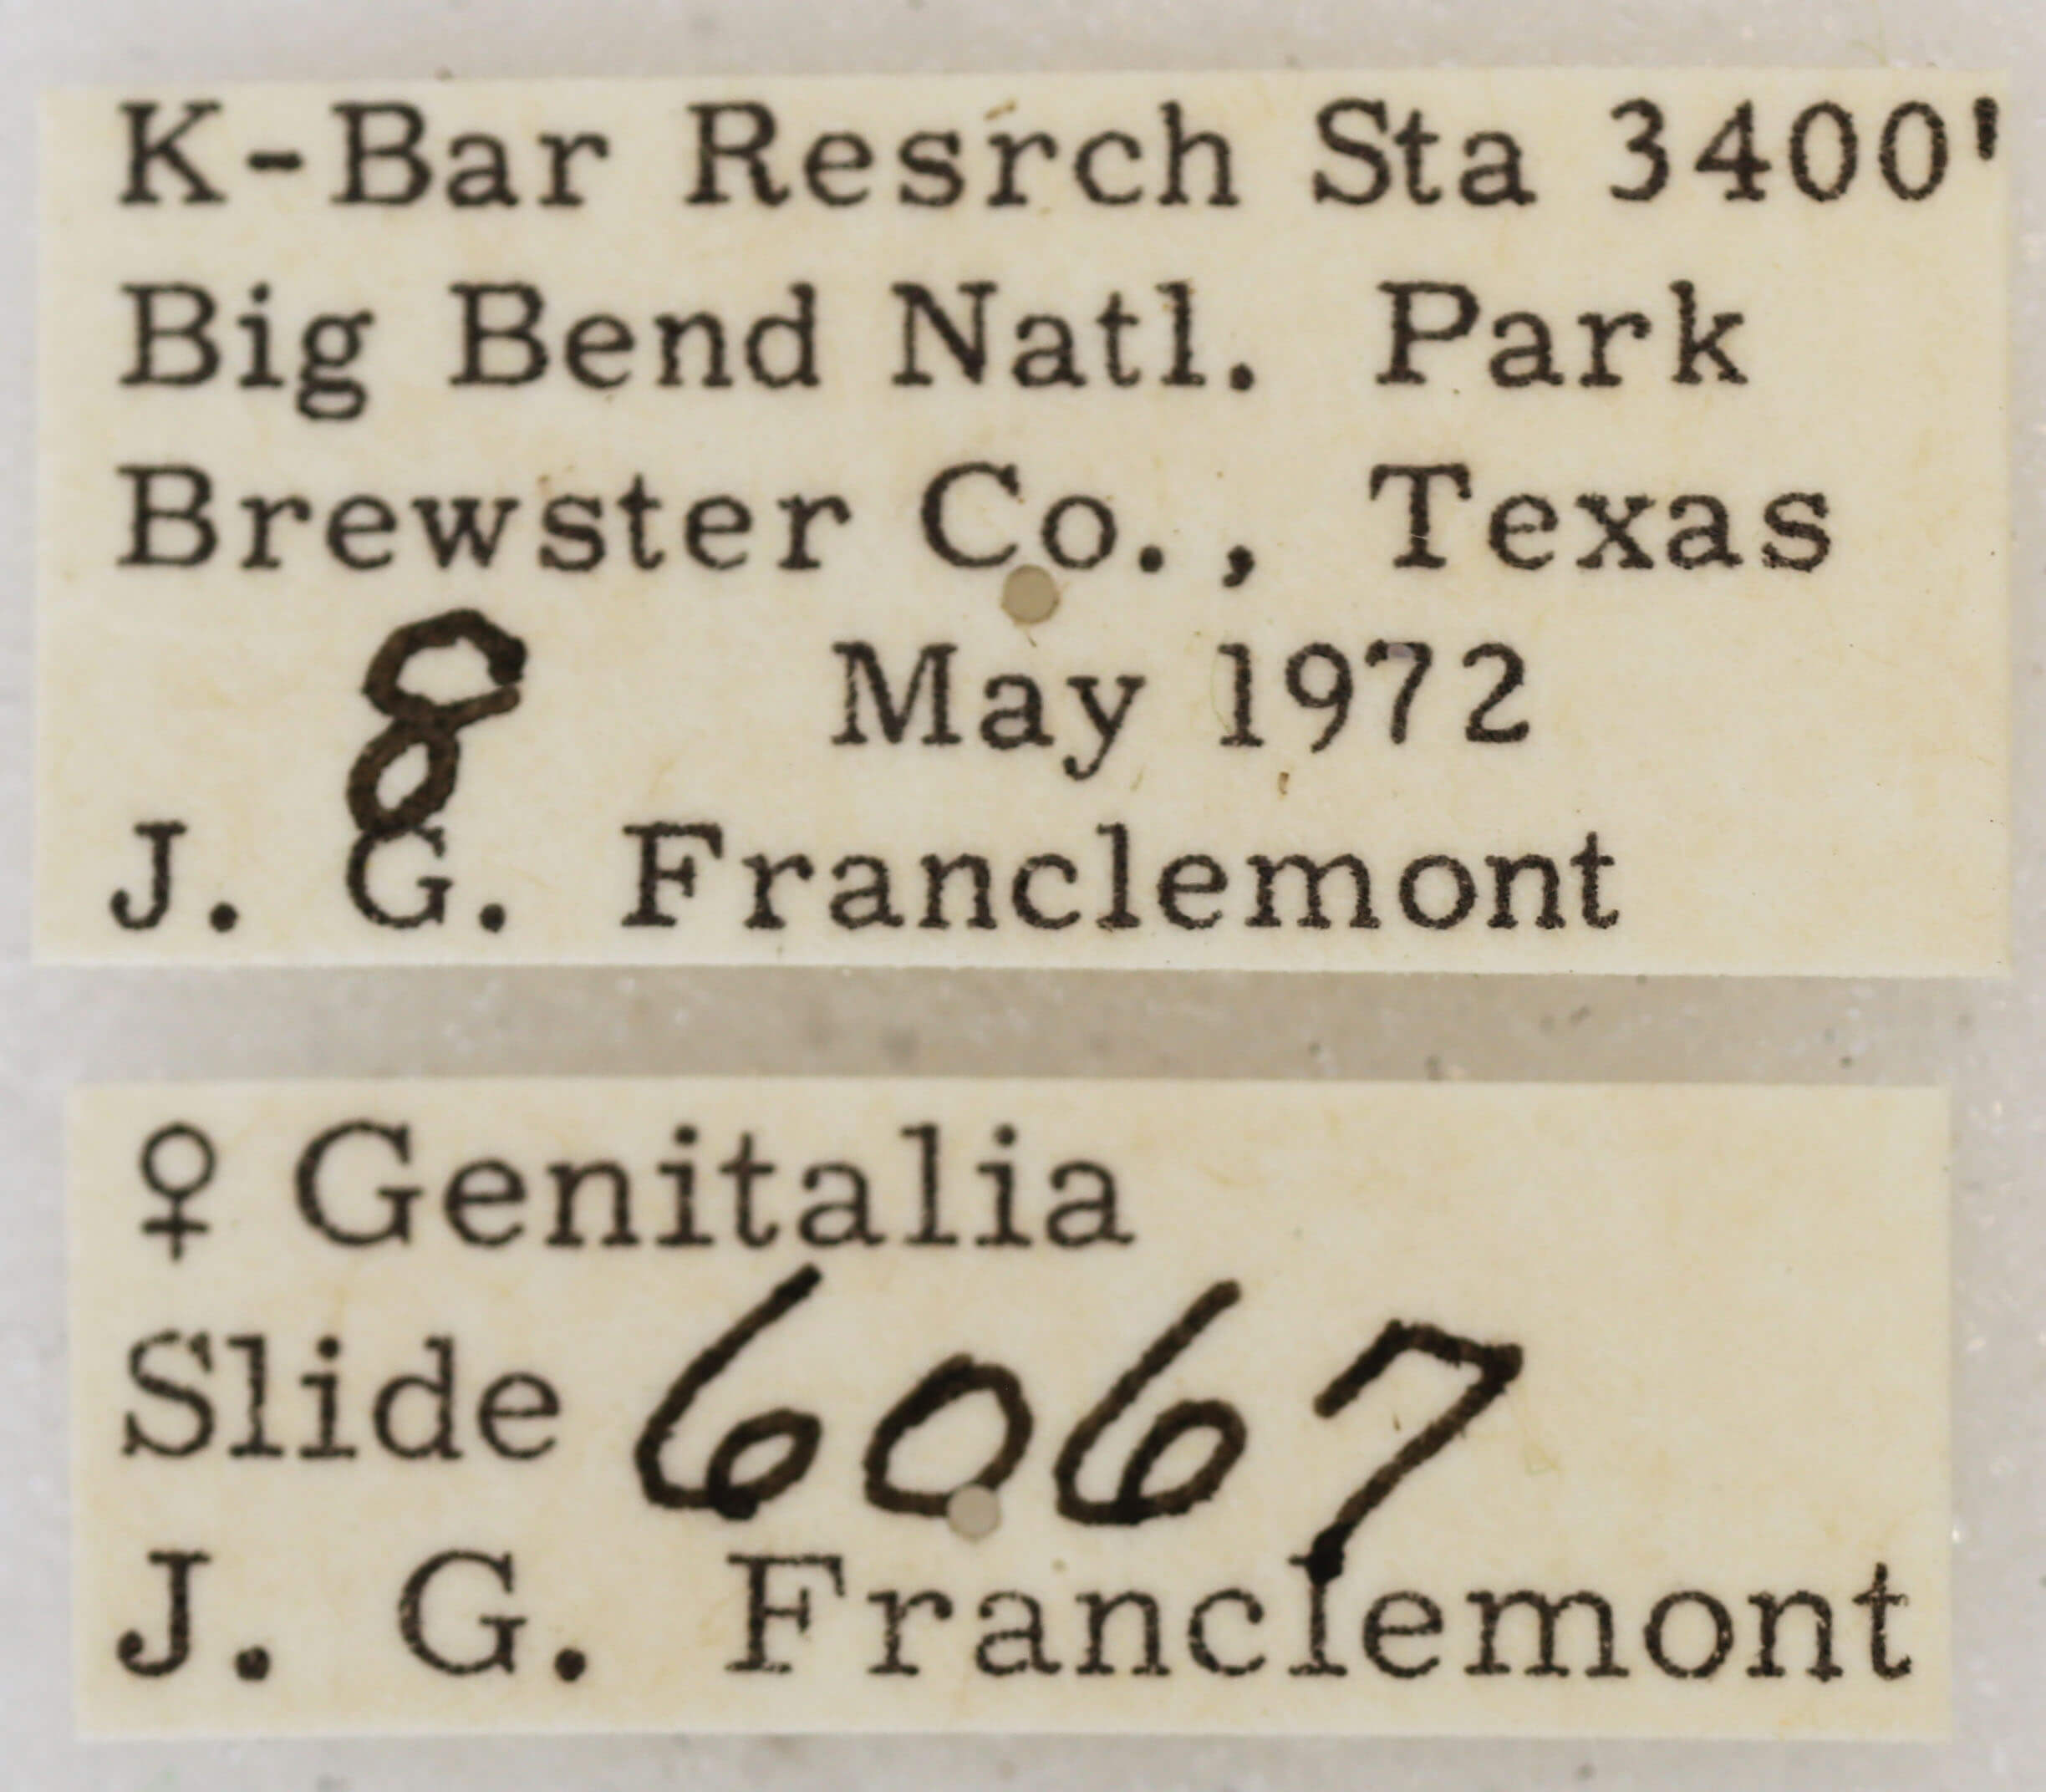 K-Bar Resrch Sta 3400'
Big Bend Natl. Park
Brewster Co., Texas
8 May 1972
J. G. Franclemont
♀ Genitalia
Slide 6067
J. G. Franclemont